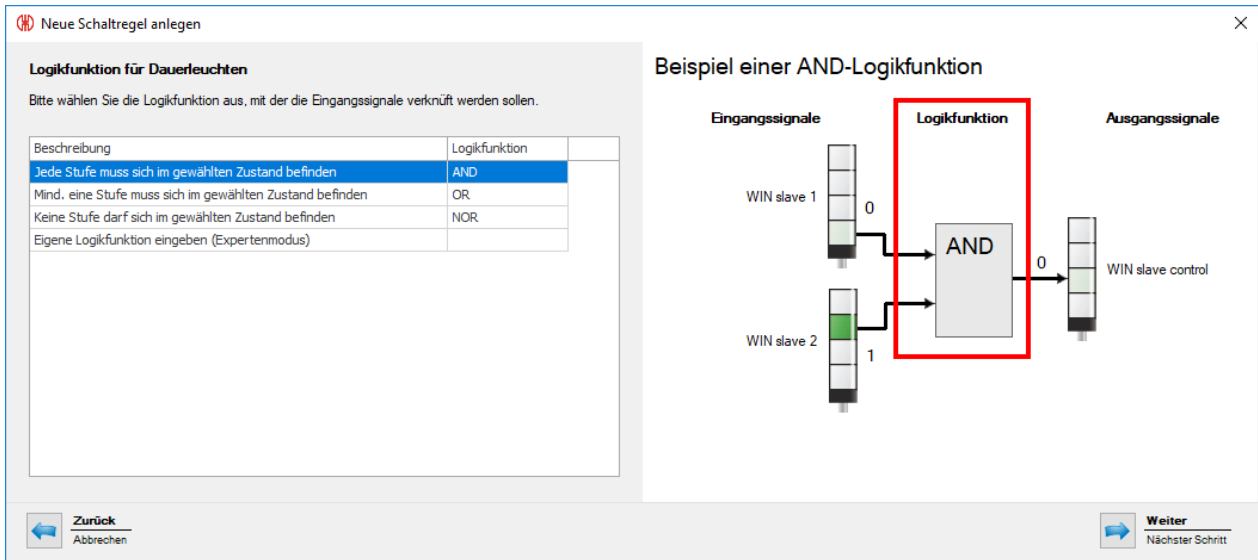 Neue Schaltregel anlegen
Logikfunktion für Dauerleuchten
Bitte wählen Sie die Logikfunktion aus, mit der die Eingangssignale verknüft werden sollen.
Beschreibung Logikfunktion
Jede Stufe muss sich im gewählten Zustand befinden AND
Mind. eine Stufe muss sich im gewählten Zustand befinden OR
Keine Stufe darf sich im gewählten Zustand befinden NOR
Eigene Logikfunktion eingeben (Expertenmodus)
Beispiel einer AND-Logikfunktion
Eingangssignale Logikfunktion Ausgangssignale
WIN slave 1
0
AND
0
WIN slave control
WIN slave 2
1
Zurück
Abbrechen
Weiter
Nächster Schritt